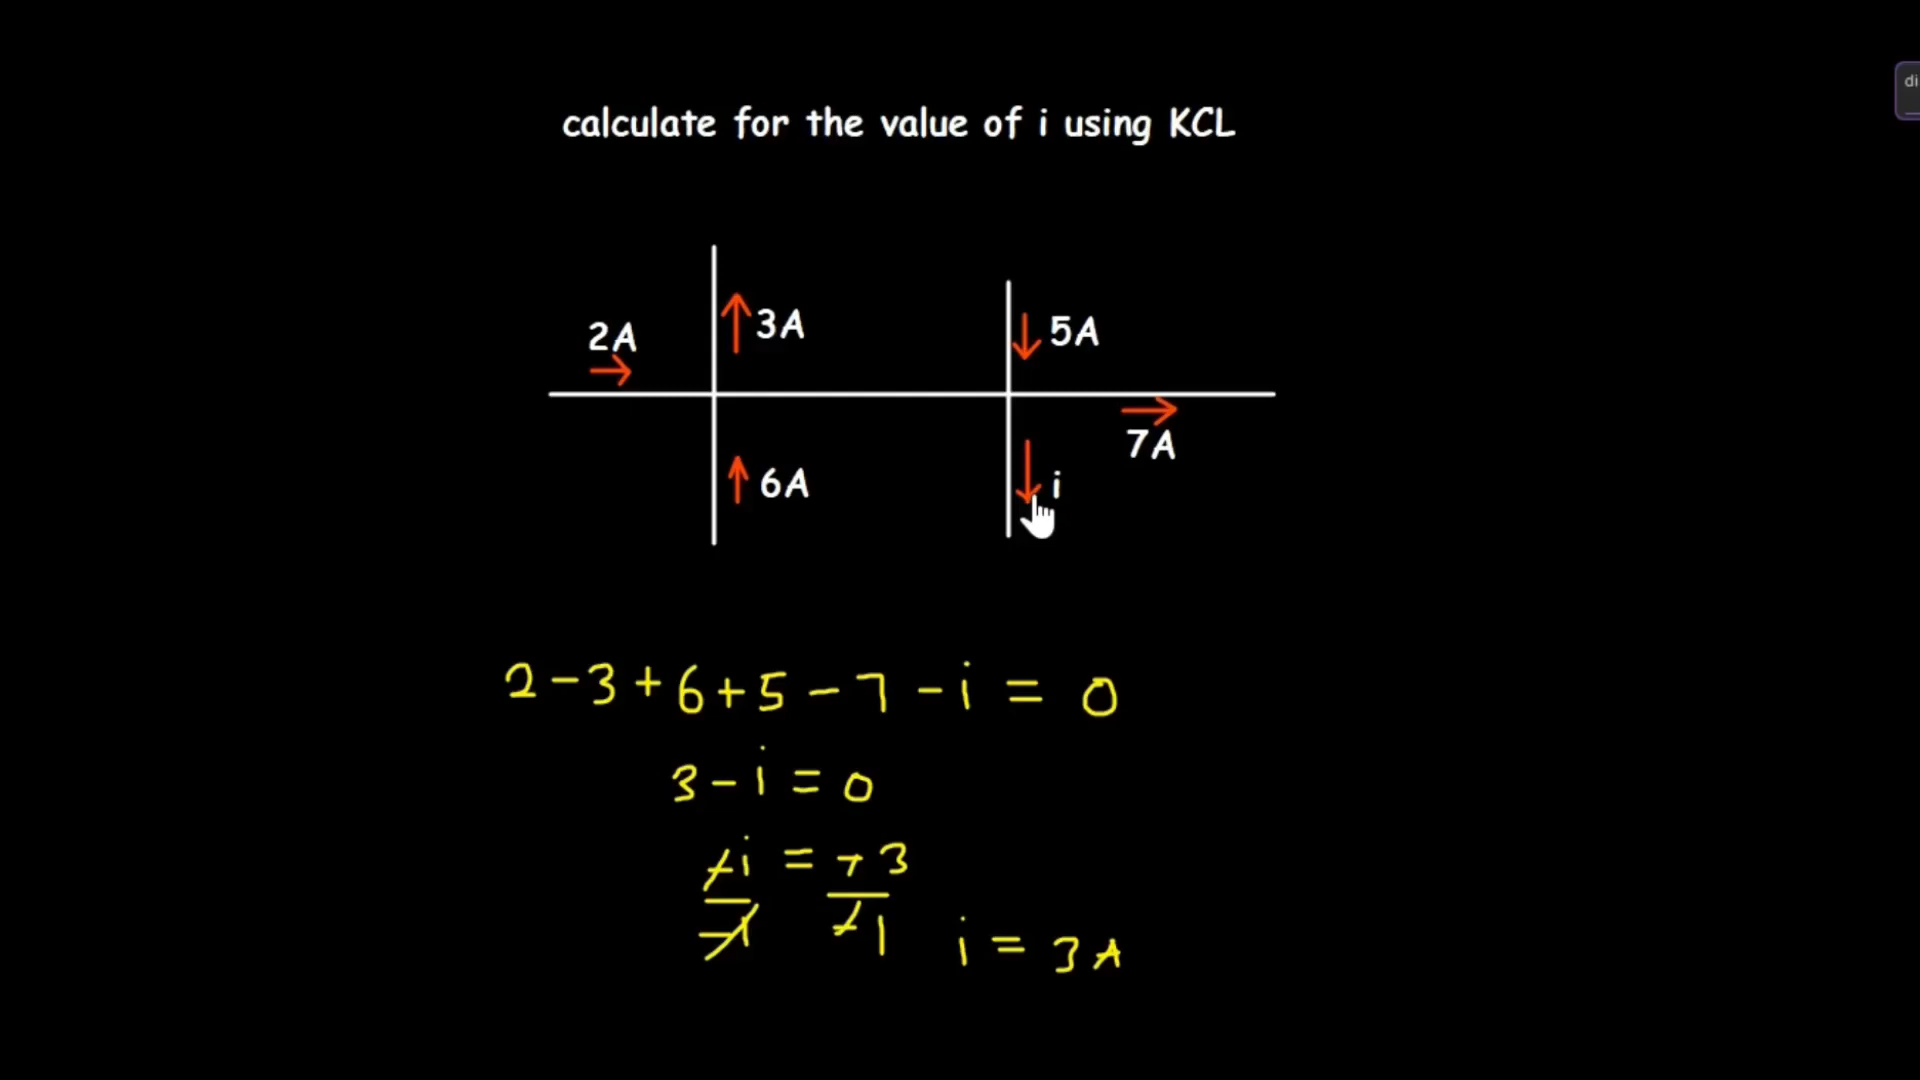 di
calculate for the value of i using KCL
2A
3A
5A
7A
6A
i
2-3+6+5-7-i=0
3-i=0
-i = -3
-1 -1
i = 3A